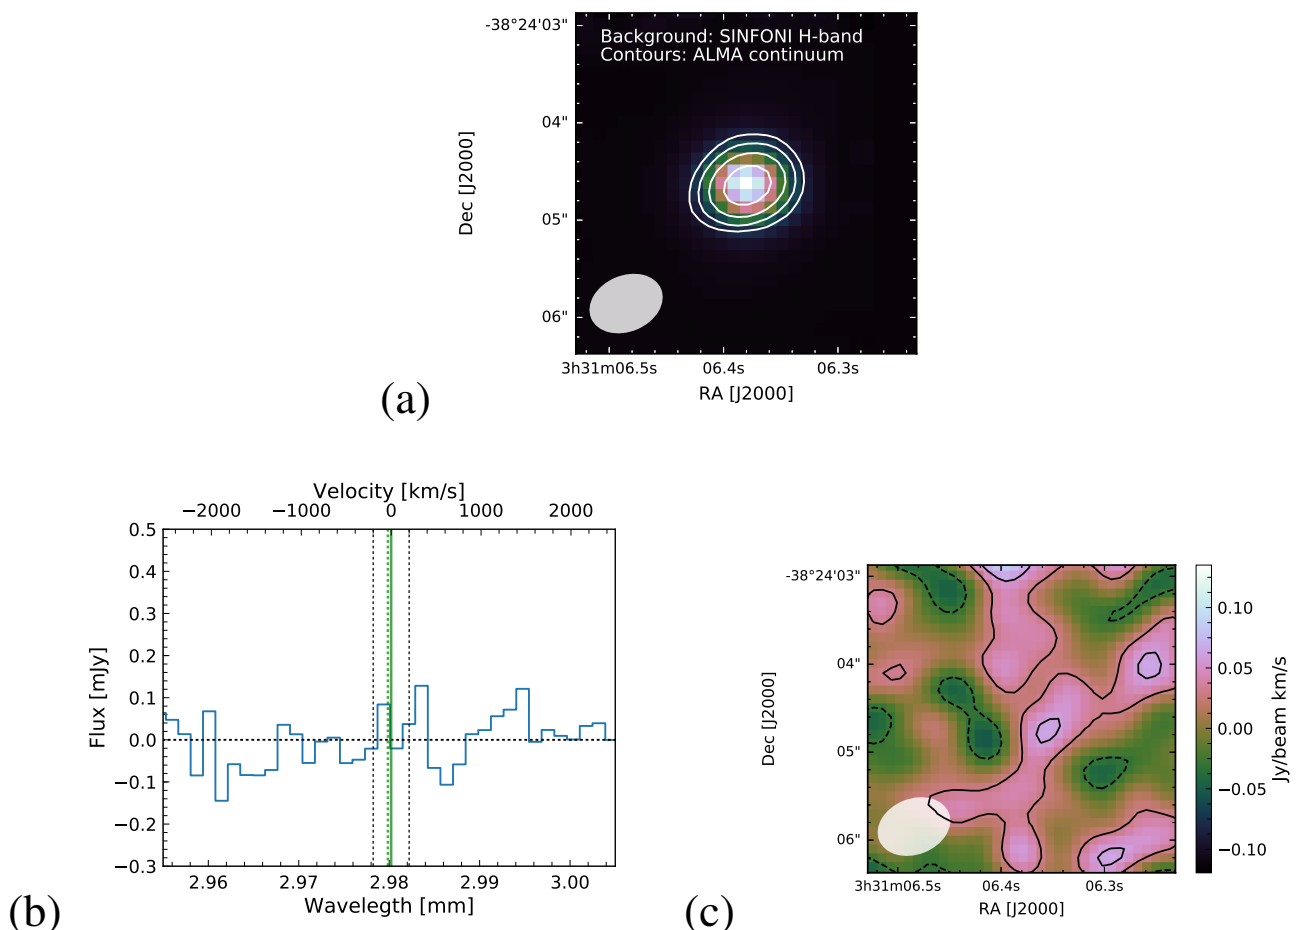 -38°24'03"
Background: SINFONI H-band
Contours: ALMA continuum
04"
Dec [J2000]
05"
06"
3h31m06.5s 06.4s 06.3s
RA [J2000]
(a)
Velocity [km/s]
−2000 −1000 0 1000 2000
0.5
0.4
0.3
0.2
0.1
0.0
−0.1
−0.2
−0.3
Flux [mJy]
2.96 2.97 2.98 2.99 3.00
Wavelegth [mm]
(b)
-38°24'03"
04"
05"
06"
Dec [J2000]
3h31m06.5s 06.4s 06.3s
RA [J2000]
0.10
0.05
0.00
−0.05
−0.10
Jy/beam km/s
(c)